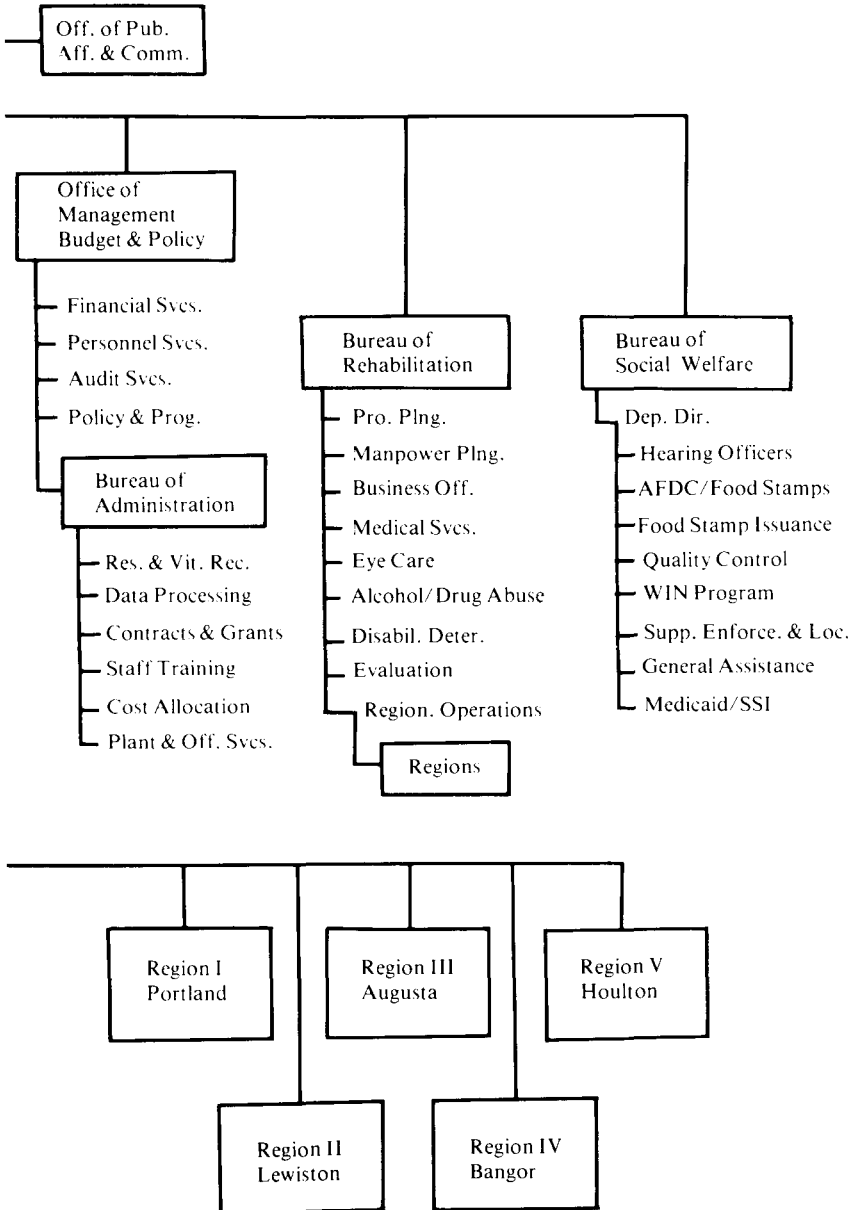 Off. of Pub.
Aff. & Comm.
Office of
Management
Budget & Policy
Financial Svcs.
Personnel Svcs.
Audit Svcs.
Policy & Prog.
Bureau of
Administration
Res. & Vit. Rec.
Data Processing
Contracts & Grants
Staff Training
Cost Allocation
Plant & Off. Svcs.
Bureau of
Rehabilitation
Pro. Plng.
Manpower Plng.
Business Off.
Medical Svcs.
Eye Care
Alcohol/Drug Abuse
Disabil. Deter.
Evaluation
Region. Operations
Regions
Bureau of
Social Welfare
Dep. Dir.
Hearing Officers
AFDC/Food Stamps
Food Stamp Issuance
Quality Control
WIN Program
Supp. Enforce. & Loc.
General Assistance
Medicaid/SSI
Region I
Portland
Region III
Augusta
Region V
Houlton
Region II
Lewiston
Region IV
Bangor